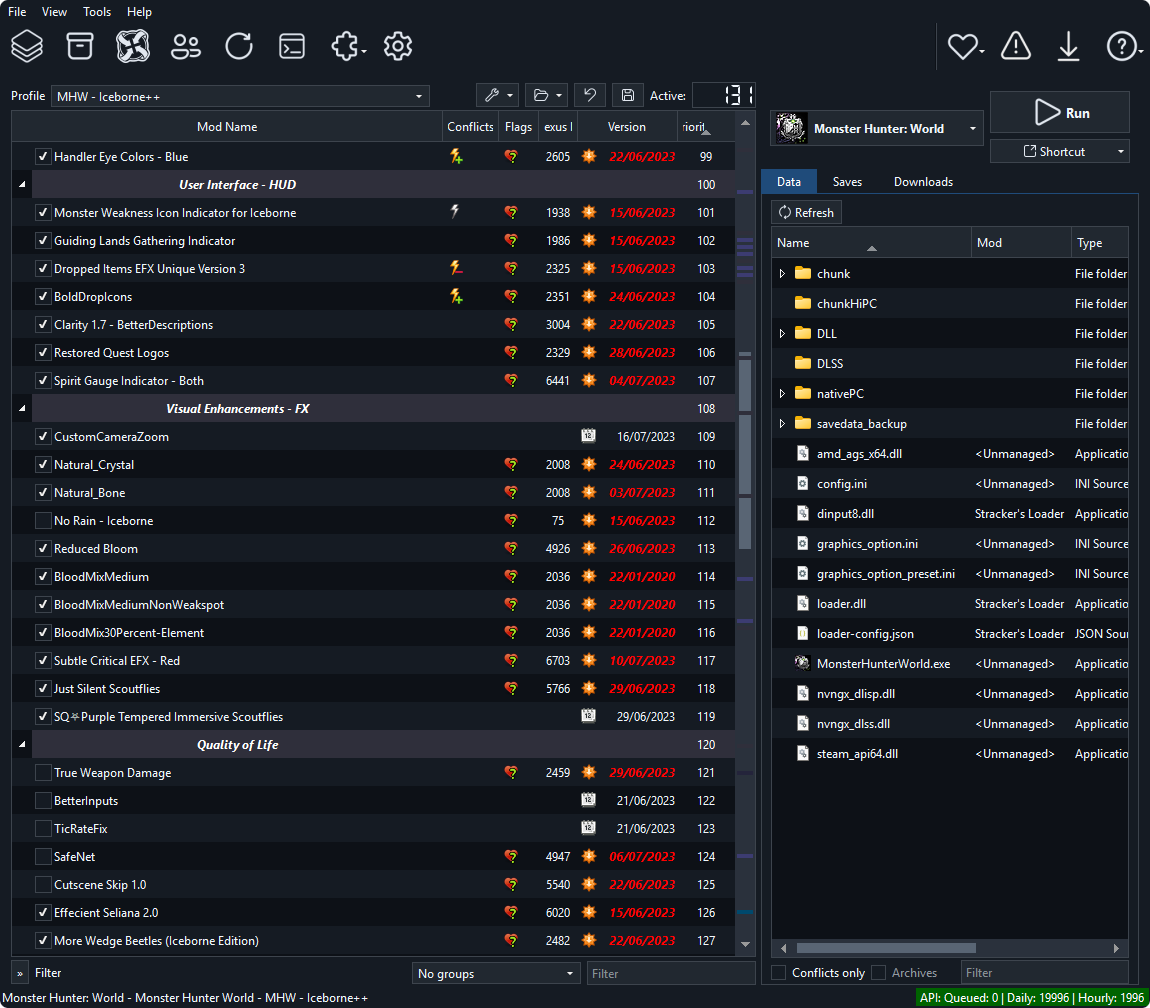 File View Tools Help
Profile MHW - Iceborne++ Active: 131
Mod Name Conflicts Flags exus I Version riorit
Handler Eye Colors - Blue 2605 22/06/2023 99
User Interface - HUD 100
Monster Weakness Icon Indicator for Iceborne 1938 15/06/2023 101
Guiding Lands Gathering Indicator 1986 15/06/2023 102
Dropped Items EFX Unique Version 3 2325 15/06/2023 103
BoldDropIcons 2351 24/06/2023 104
Clarity 1.7 - BetterDescriptions 3004 22/06/2023 105
Restored Quest Logos 2329 28/06/2023 106
Spirit Gauge Indicator - Both 6441 04/07/2023 107
Visual Enhancements - FX 108
CustomCameraZoom 16/07/2023 109
Natural_Crystal 2008 24/06/2023 110
Natural_Bone 2008 03/07/2023 111
No Rain - Iceborne 75 15/06/2023 112
Reduced Bloom 4926 26/06/2023 113
BloodMixMedium 2036 22/01/2020 114
BloodMixMediumNonWeakspot 2036 22/01/2020 115
BloodMix30Percent-Element 2036 22/01/2020 116
Subtle Critical EFX - Red 6703 10/07/2023 117
Just Silent Scoutflies 5766 29/06/2023 118
SQ⛧Purple Tempered Immersive Scoutflies 29/06/2023 119
Quality of Life 120
True Weapon Damage 2459 29/06/2023 121
BetterInputs 21/06/2023 122
TicRateFix 21/06/2023 123
SafeNet 4947 06/07/2023 124
Cutscene Skip 1.0 5540 22/06/2023 125
Effecient Seliana 2.0 6020 15/06/2023 126
More Wedge Beetles (Iceborne Edition) 2482 22/06/2023 127
» Filter No groups Filter
Monster Hunter: World Run
Shortcut
Data Saves Downloads
Refresh
Name Mod Type
chunk File folder
chunkHiPC File folder
DLL File folder
DLSS File folder
nativePC File folder
savedata_backup File folder
amd_ags_x64.dll <Unmanaged> Applicatio
config.ini <Unmanaged> INI Source
dinput8.dll Stracker's Loader Applicatio
graphics_option.ini <Unmanaged> INI Source
graphics_option_preset.ini <Unmanaged> INI Source
loader.dll Stracker's Loader Applicatio
loader-config.json Stracker's Loader JSON Sour
MonsterHunterWorld.exe <Unmanaged> Applicatio
nvngx_dlisp.dll <Unmanaged> Applicatio
nvngx_dlss.dll <Unmanaged> Applicatio
steam_api64.dll <Unmanaged> Applicatio
Conflicts only Archives Filter
Monster Hunter: World - Monster Hunter World - MHW - Iceborne++ API: Queued: 0 | Daily: 19996 | Hourly: 1996